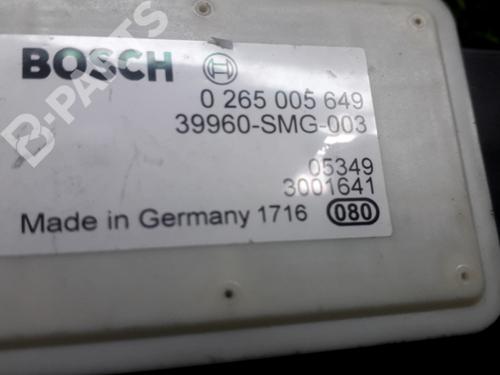 BOSCH
0 265 005 649
39960-SMG-003
05349
3001641
Made in Germany 1716 080
B-PARTS